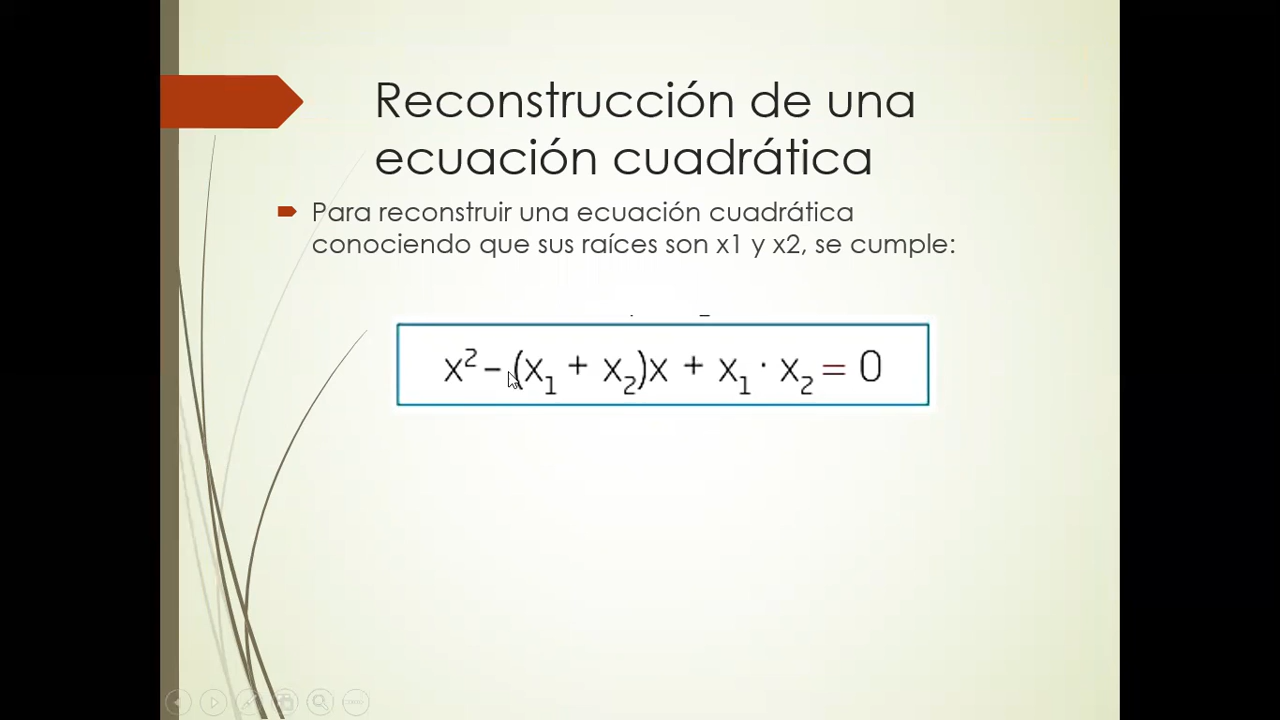 Reconstrucción de una
ecuación cuadrática
Para reconstruir una ecuación cuadrática
conociendo que sus raíces son x1 y x2, se cumple:
x² – (x₁ + x₂)x + x₁ · x₂ = 0